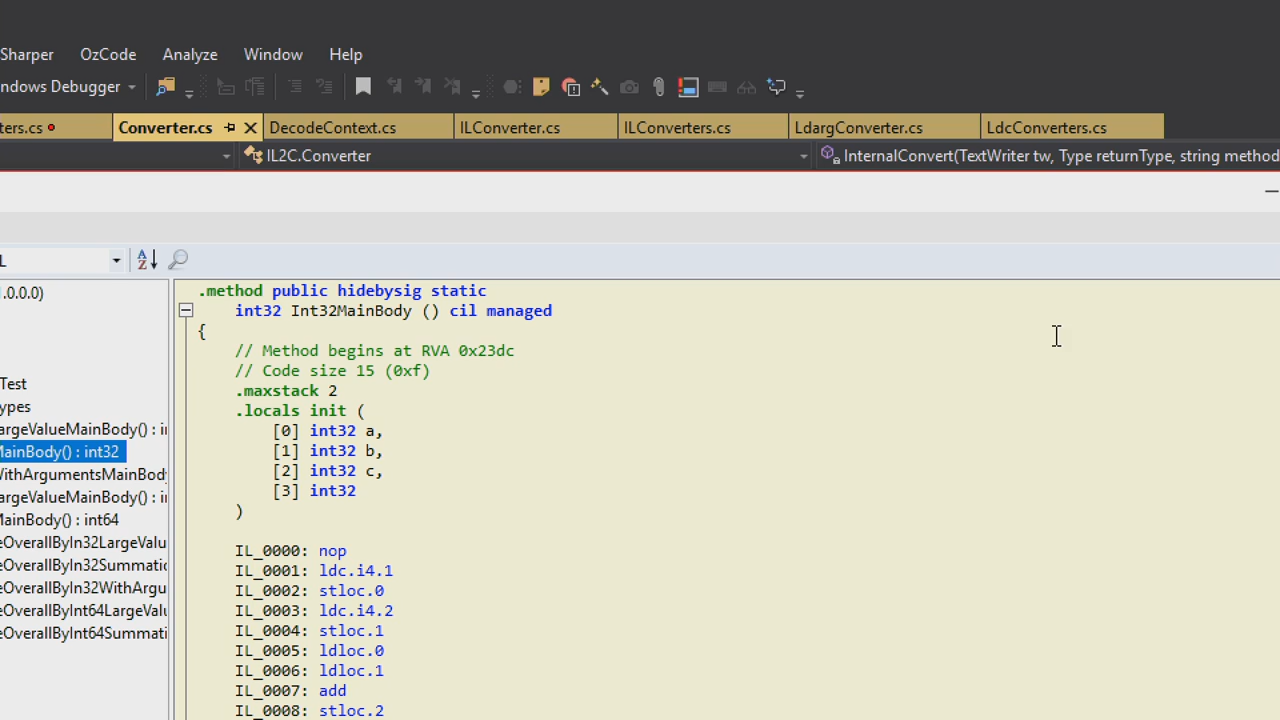 Sharper OzCode Analyze Window Help
ndows Debugger
ters.cs Converter.cs DecodeContext.cs ILConverter.cs ILConverters.cs LdargConverter.cs LdcConverters.cs
IL2C.Converter InternalConvert(TextWriter tw, Type returnType, string method
L
1.0.0.0)
Test
ypes
argeValueMainBody() : i
MainBody() : int32
WithArgumentsMainBod
argeValueMainBody() : i
MainBody() : int64
eOverallByIn32LargeValu
eOverallByIn32Summatio
eOverallByIn32WithArgu
eOverallByInt64LargeValu
eOverallByInt64Summati
.method public hidebysig static
int32 Int32MainBody () cil managed
{
// Method begins at RVA 0x23dc
// Code size 15 (0xf)
.maxstack 2
.locals init (
[0] int32 a,
[1] int32 b,
[2] int32 c,
[3] int32
)
IL_0000: nop
IL_0001: ldc.i4.1
IL_0002: stloc.0
IL_0003: ldc.i4.2
IL_0004: stloc.1
IL_0005: ldloc.0
IL_0006: ldloc.1
IL_0007: add
IL_0008: stloc.2